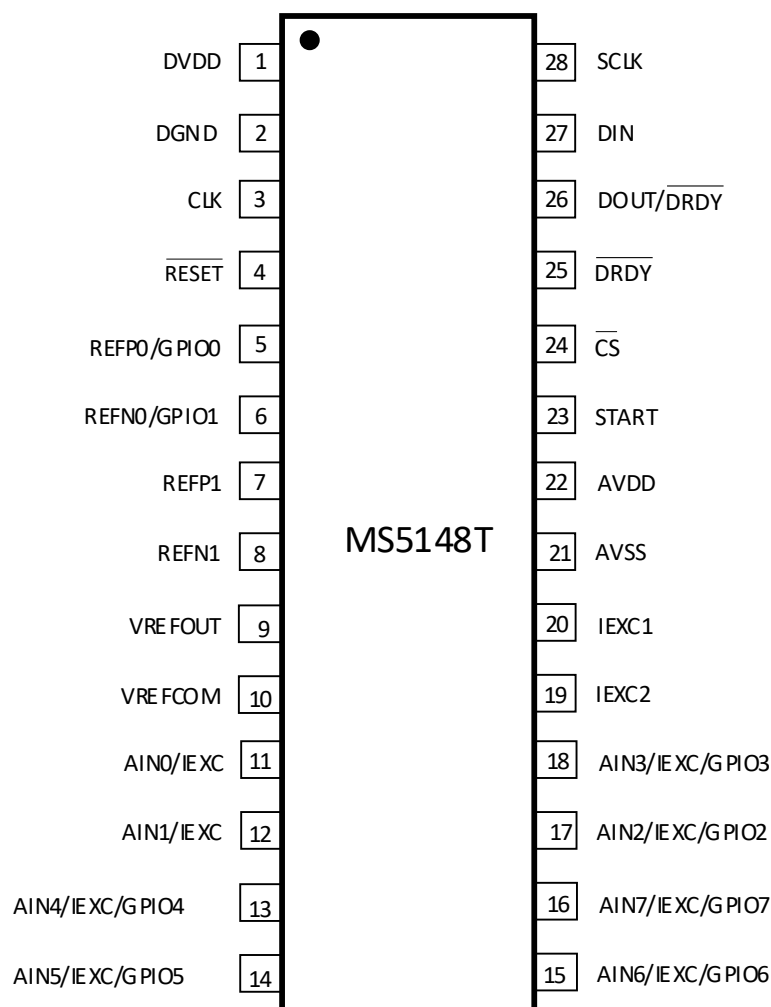 DVDD 1 28 SCLK
DGND 2 27 DIN
CLK 3 26 DOUT/DRDY
RESET 4 25 DRDY
REFP0/GPIO0 5 24 CS
REFN0/GPIO1 6 23 START
REFP1 7 22 AVDD
REFN1 8 21 AVSS
MS5148T
VREFOUT 9 20 IEXC1
VREFCOM 10 19 IEXC2
AIN0/IEXC 11 18 AIN3/IEXC/GPIO3
AIN1/IEXC 12 17 AIN2/IEXC/GPIO2
AIN4/IEXC/GPIO4 13 16 AIN7/IEXC/GPIO7
AIN5/IEXC/GPIO5 14 15 AIN6/IEXC/GPIO6